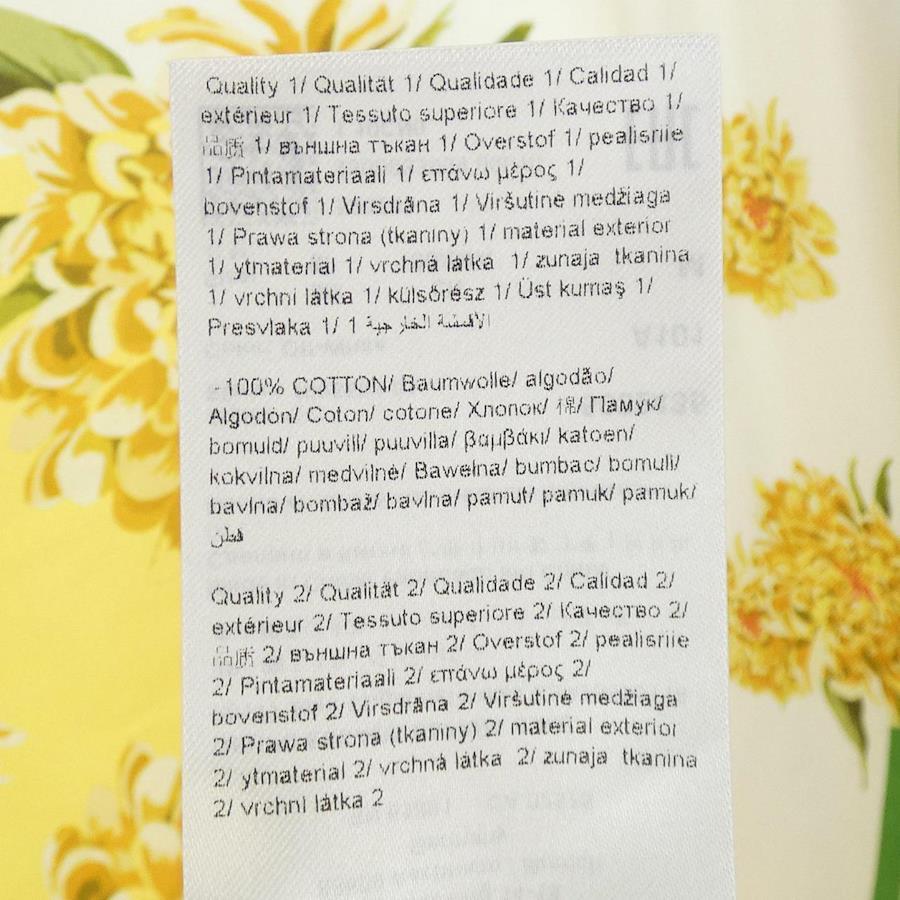 Quality 1/ Qualität 1/ Qualidade 1/ Calidad 1/
extérieur 1/ Tessuto superiore 1/ Качество 1/
品质 1/ външна тъкан 1/ Overstof 1/ pealisriie
1/ Pintamateriaali 1/ επάνω μέρος 1/
bovenstof 1/ Virsdrāna 1/ Viršutinė medžiaga
1/ Prawa strona (tkaniny) 1/ material exterior
1/ ytmaterial 1/ vrchná látka 1/ zunaja tkanina
1/ vrchní látka 1/ külsőrész 1/ Üst kumaş 1/
Presvlaka 1/ 1 الاقمشة الخارجية
-100% COTTON/ Baumwolle/ algodão/
Algodón/ Coton/ cotone/ Хлопок/ 棉/ Памук/
bomuld/ puuvill/ puuvilla/ βαμβάκι/ katoen/
kokvilna/ medvilnė/ Bawełna/ bumbac/ bomull/
bavlna/ bombaž/ bavlna/ pamut/ pamuk/ pamuk/
قطن
Quality 2/ Qualität 2/ Qualidade 2/ Calidad 2/
extérieur 2/ Tessuto superiore 2/ Качество 2/
品质 2/ външна тъкан 2/ Overstof 2/ pealisriie
2/ Pintamateriaali 2/ επάνω μέρος 2/
bovenstof 2/ Virsdrāna 2/ Viršutinė medžiaga
2/ Prawa strona (tkaniny) 2/ material exterior
2/ ytmaterial 2/ vrchná látka 2/ zunaja tkanina
2/ vrchní látka 2